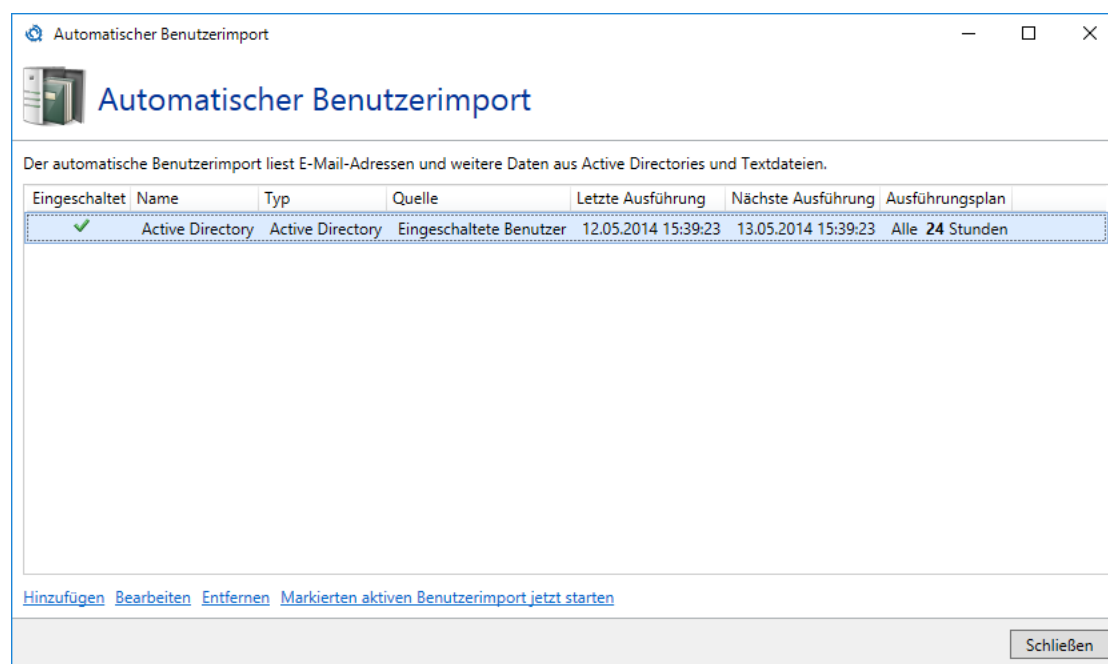 Automatischer Benutzerimport
Automatischer Benutzerimport
Der automatische Benutzerimport liest E-Mail-Adressen und weitere Daten aus Active Directories und Textdateien.
Eingeschaltet Name Typ Quelle Letzte Ausführung Nächste Ausführung Ausführungsplan
Active Directory Active Directory Eingeschaltete Benutzer 12.05.2014 15:39:23 13.05.2014 15:39:23 Alle 24 Stunden
Hinzufügen Bearbeiten Entfernen Markierten aktiven Benutzerimport jetzt starten
Schließen